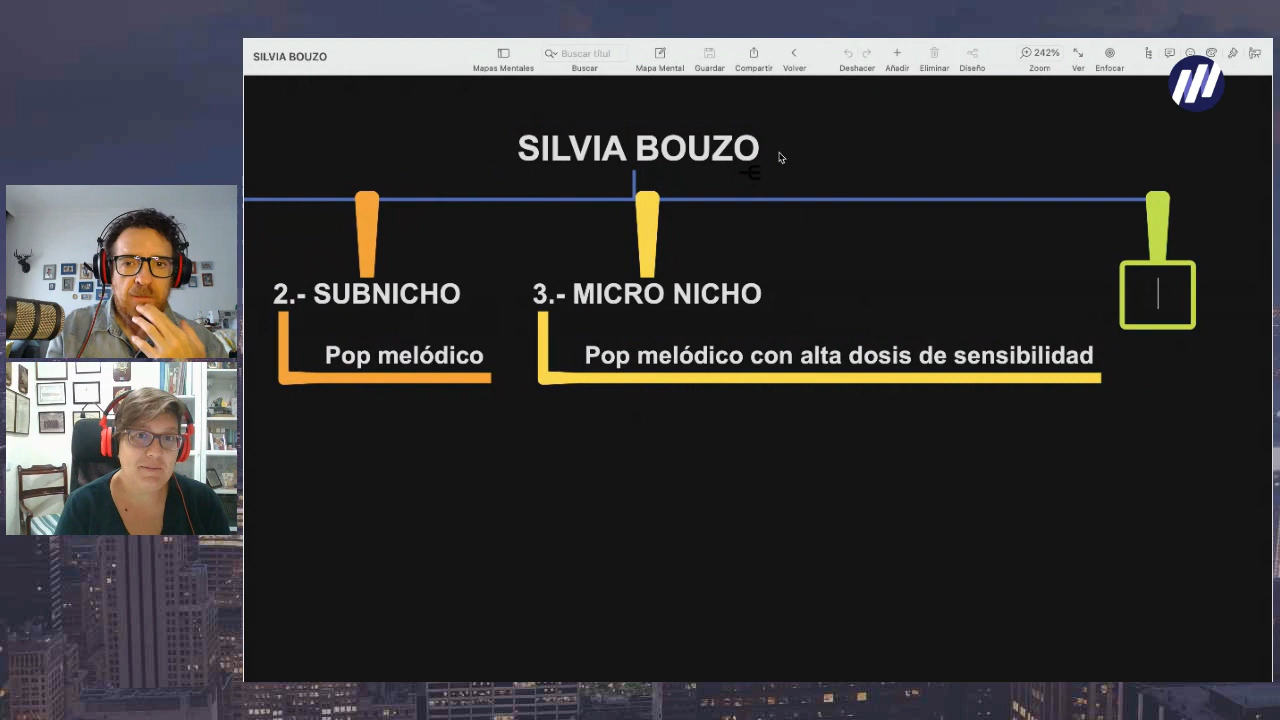 SILVIA BOUZO
Mapas Mentales
Buscar títul
Buscar
Mapa Mental
Guardar
Compartir
Volver
Deshacer
Añadir
Eliminar
Diseño
242%
Zoom
Ver
Enfocar
SILVIA BOUZO
2.- SUBNICHO
3.- MICRO NICHO
Pop melódico
Pop melódico con alta dosis de sensibilidad